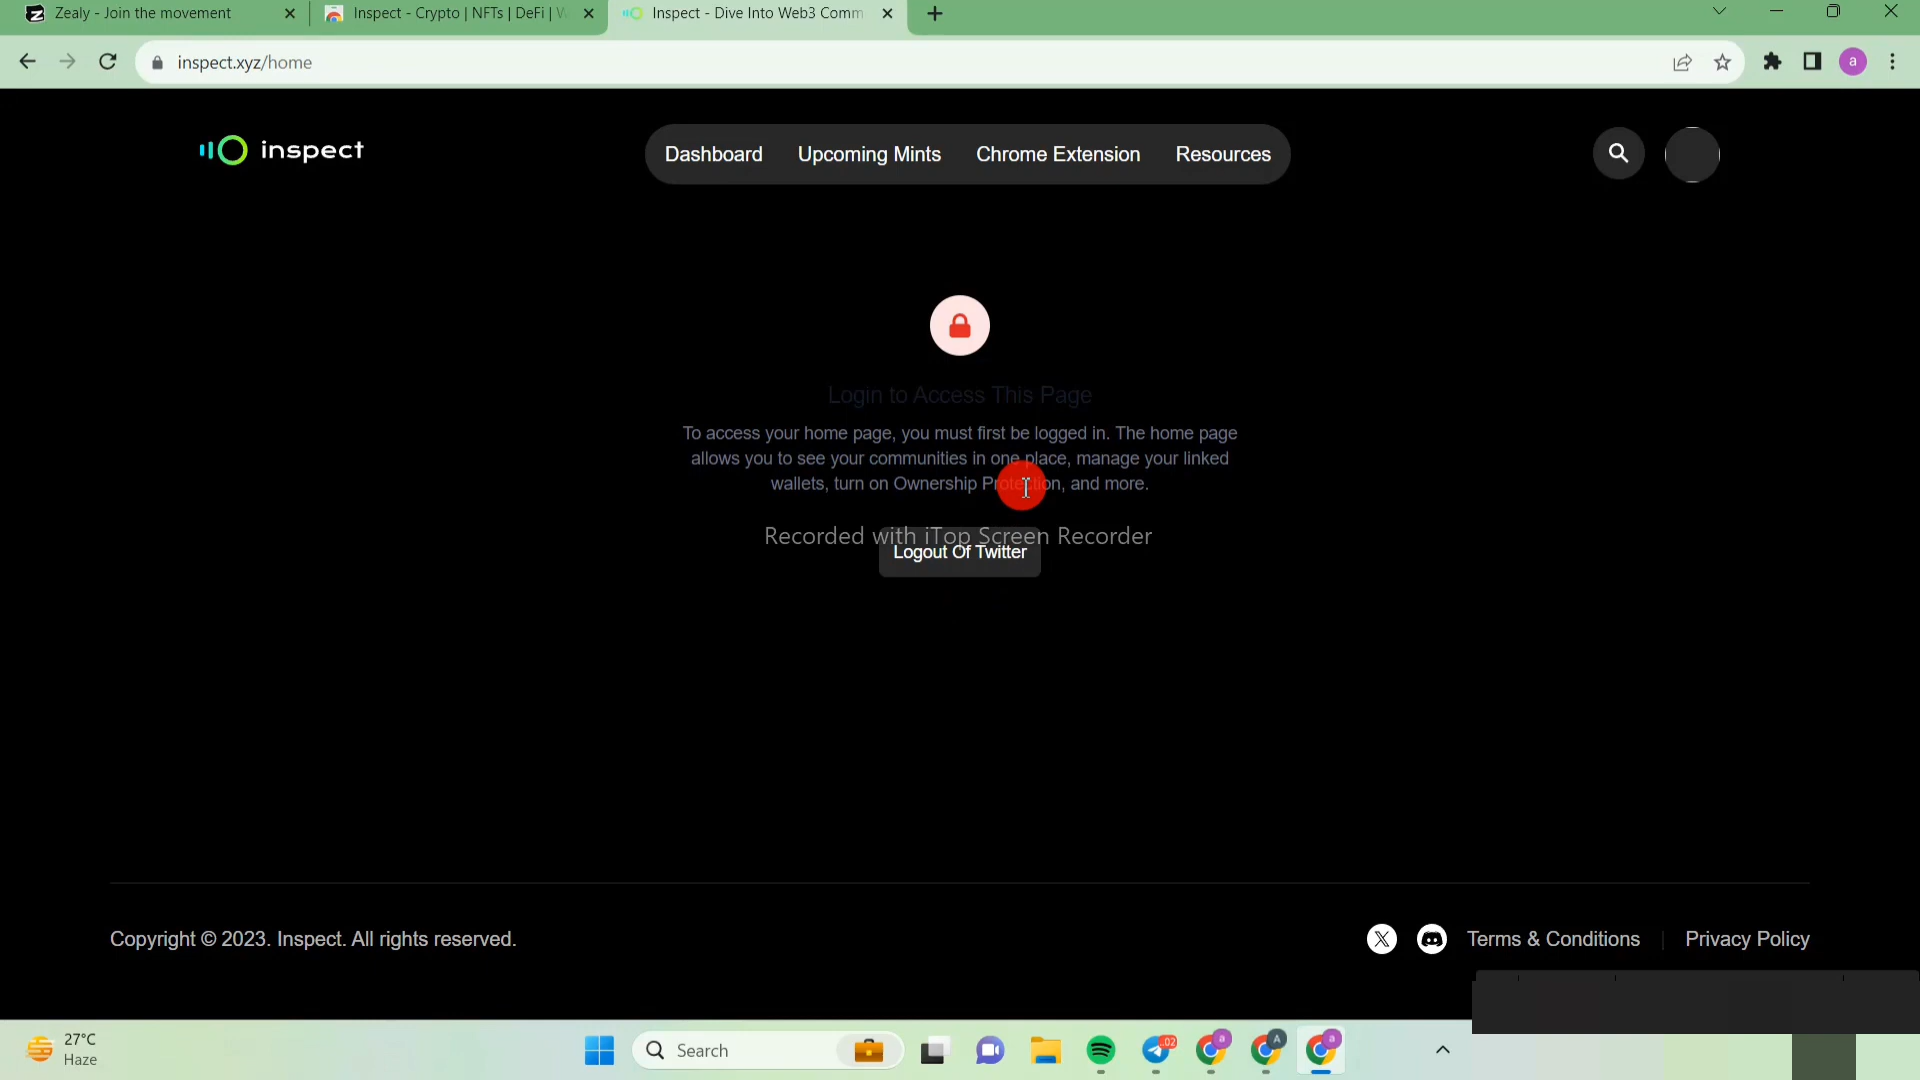 Zealy - Join the movement
Inspect - Crypto | NFTs | DeFi | W
Inspect - Dive Into Web3 Comm
inspect.xyz/home
a
inspect
Dashboard
Upcoming Mints
Chrome Extension
Resources
Login to Access This Page
To access your home page, you must first be logged in. The home page
allows you to see your communities in one place, manage your linked
wallets, turn on Ownership Protection, and more.
Recorded with iTop Screen Recorder
Logout Of Twitter
Copyright © 2023. Inspect. All rights reserved.
Terms & Conditions
Privacy Policy
27°C
Haze
Search
02
a
A
a